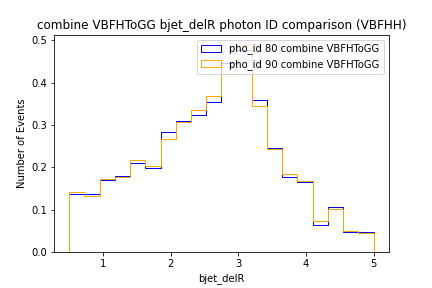 combine VBFHToGG bjet_delR photon ID comparison (VBFHH)
pho_id 80 combine VBFHToGG
pho_id 90 combine VBFHToGG
Number of Events
0.5
0.4
0.3
0.2
0.1
0.0
1 2 3 4 5
bjet_delR